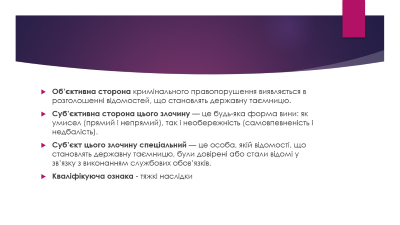 Об'єктивна сторона кримінального правопорушення виявляється в
розголошенні відомостей, що становлять державну таємницю.
Суб'єктивна сторона цього злочину — це будь-яка форма вини: як
умисел (прямий і непрямий), так і необережність (самовпевненість і
недбалість).
Суб'єкт цього злочину спеціальний — це особа, якій відомості, що
становлять державну таємницю, були довірені або стали відомі у
зв'язку з виконанням службових обов'язків.
Кваліфікуюча ознака - тяжкі наслідки